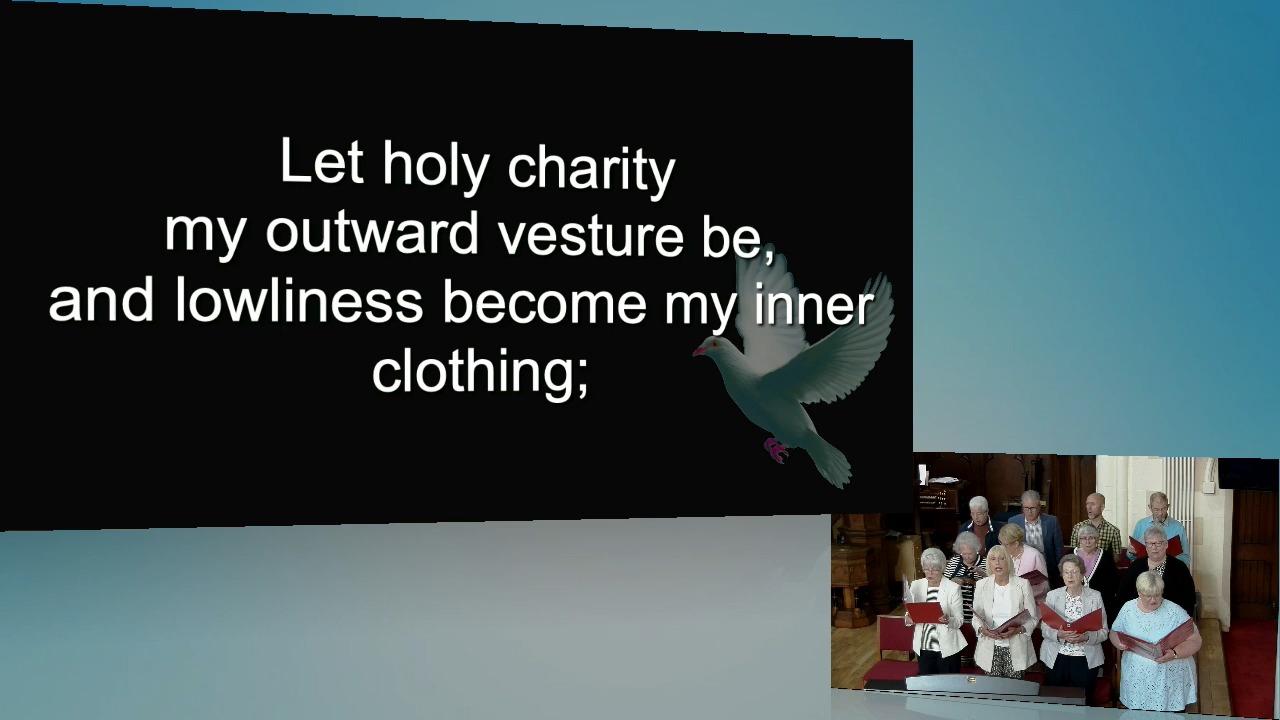 Let holy charity
my outward vesture be,
and lowliness become my inner
clothing;